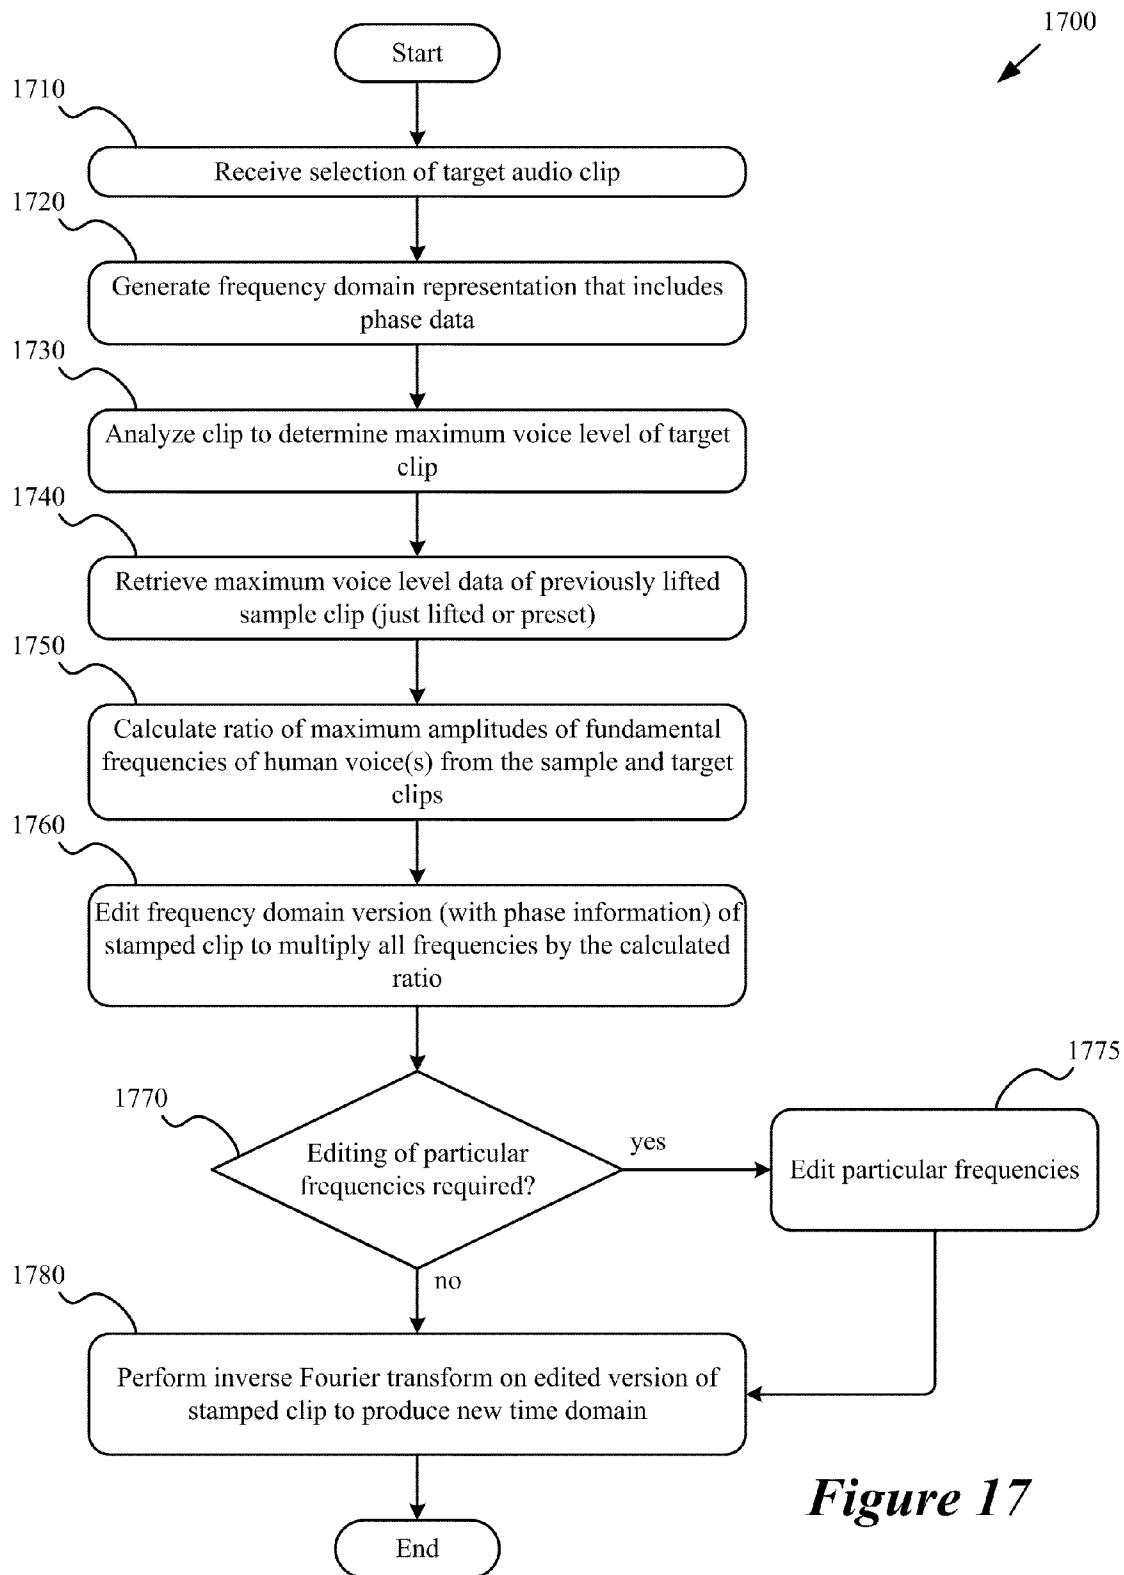 1700
Start
1710
Receive selection of target audio clip
1720
Generate frequency domain representation that includes
phase data
1730
Analyze clip to determine maximum voice level of target
clip
1740
Retrieve maximum voice level data of previously lifted
sample clip (just lifted or preset)
1750
Calculate ratio of maximum amplitudes of fundamental
frequencies of human voice(s) from the sample and target
clips
1760
Edit frequency domain version (with phase information) of
stamped clip to multiply all frequencies by the calculated
ratio
1770
Editing of particular
frequencies required?
yes
1775
Edit particular frequencies
no
1780
Perform inverse Fourier transform on edited version of
stamped clip to produce new time domain
End
Figure 17